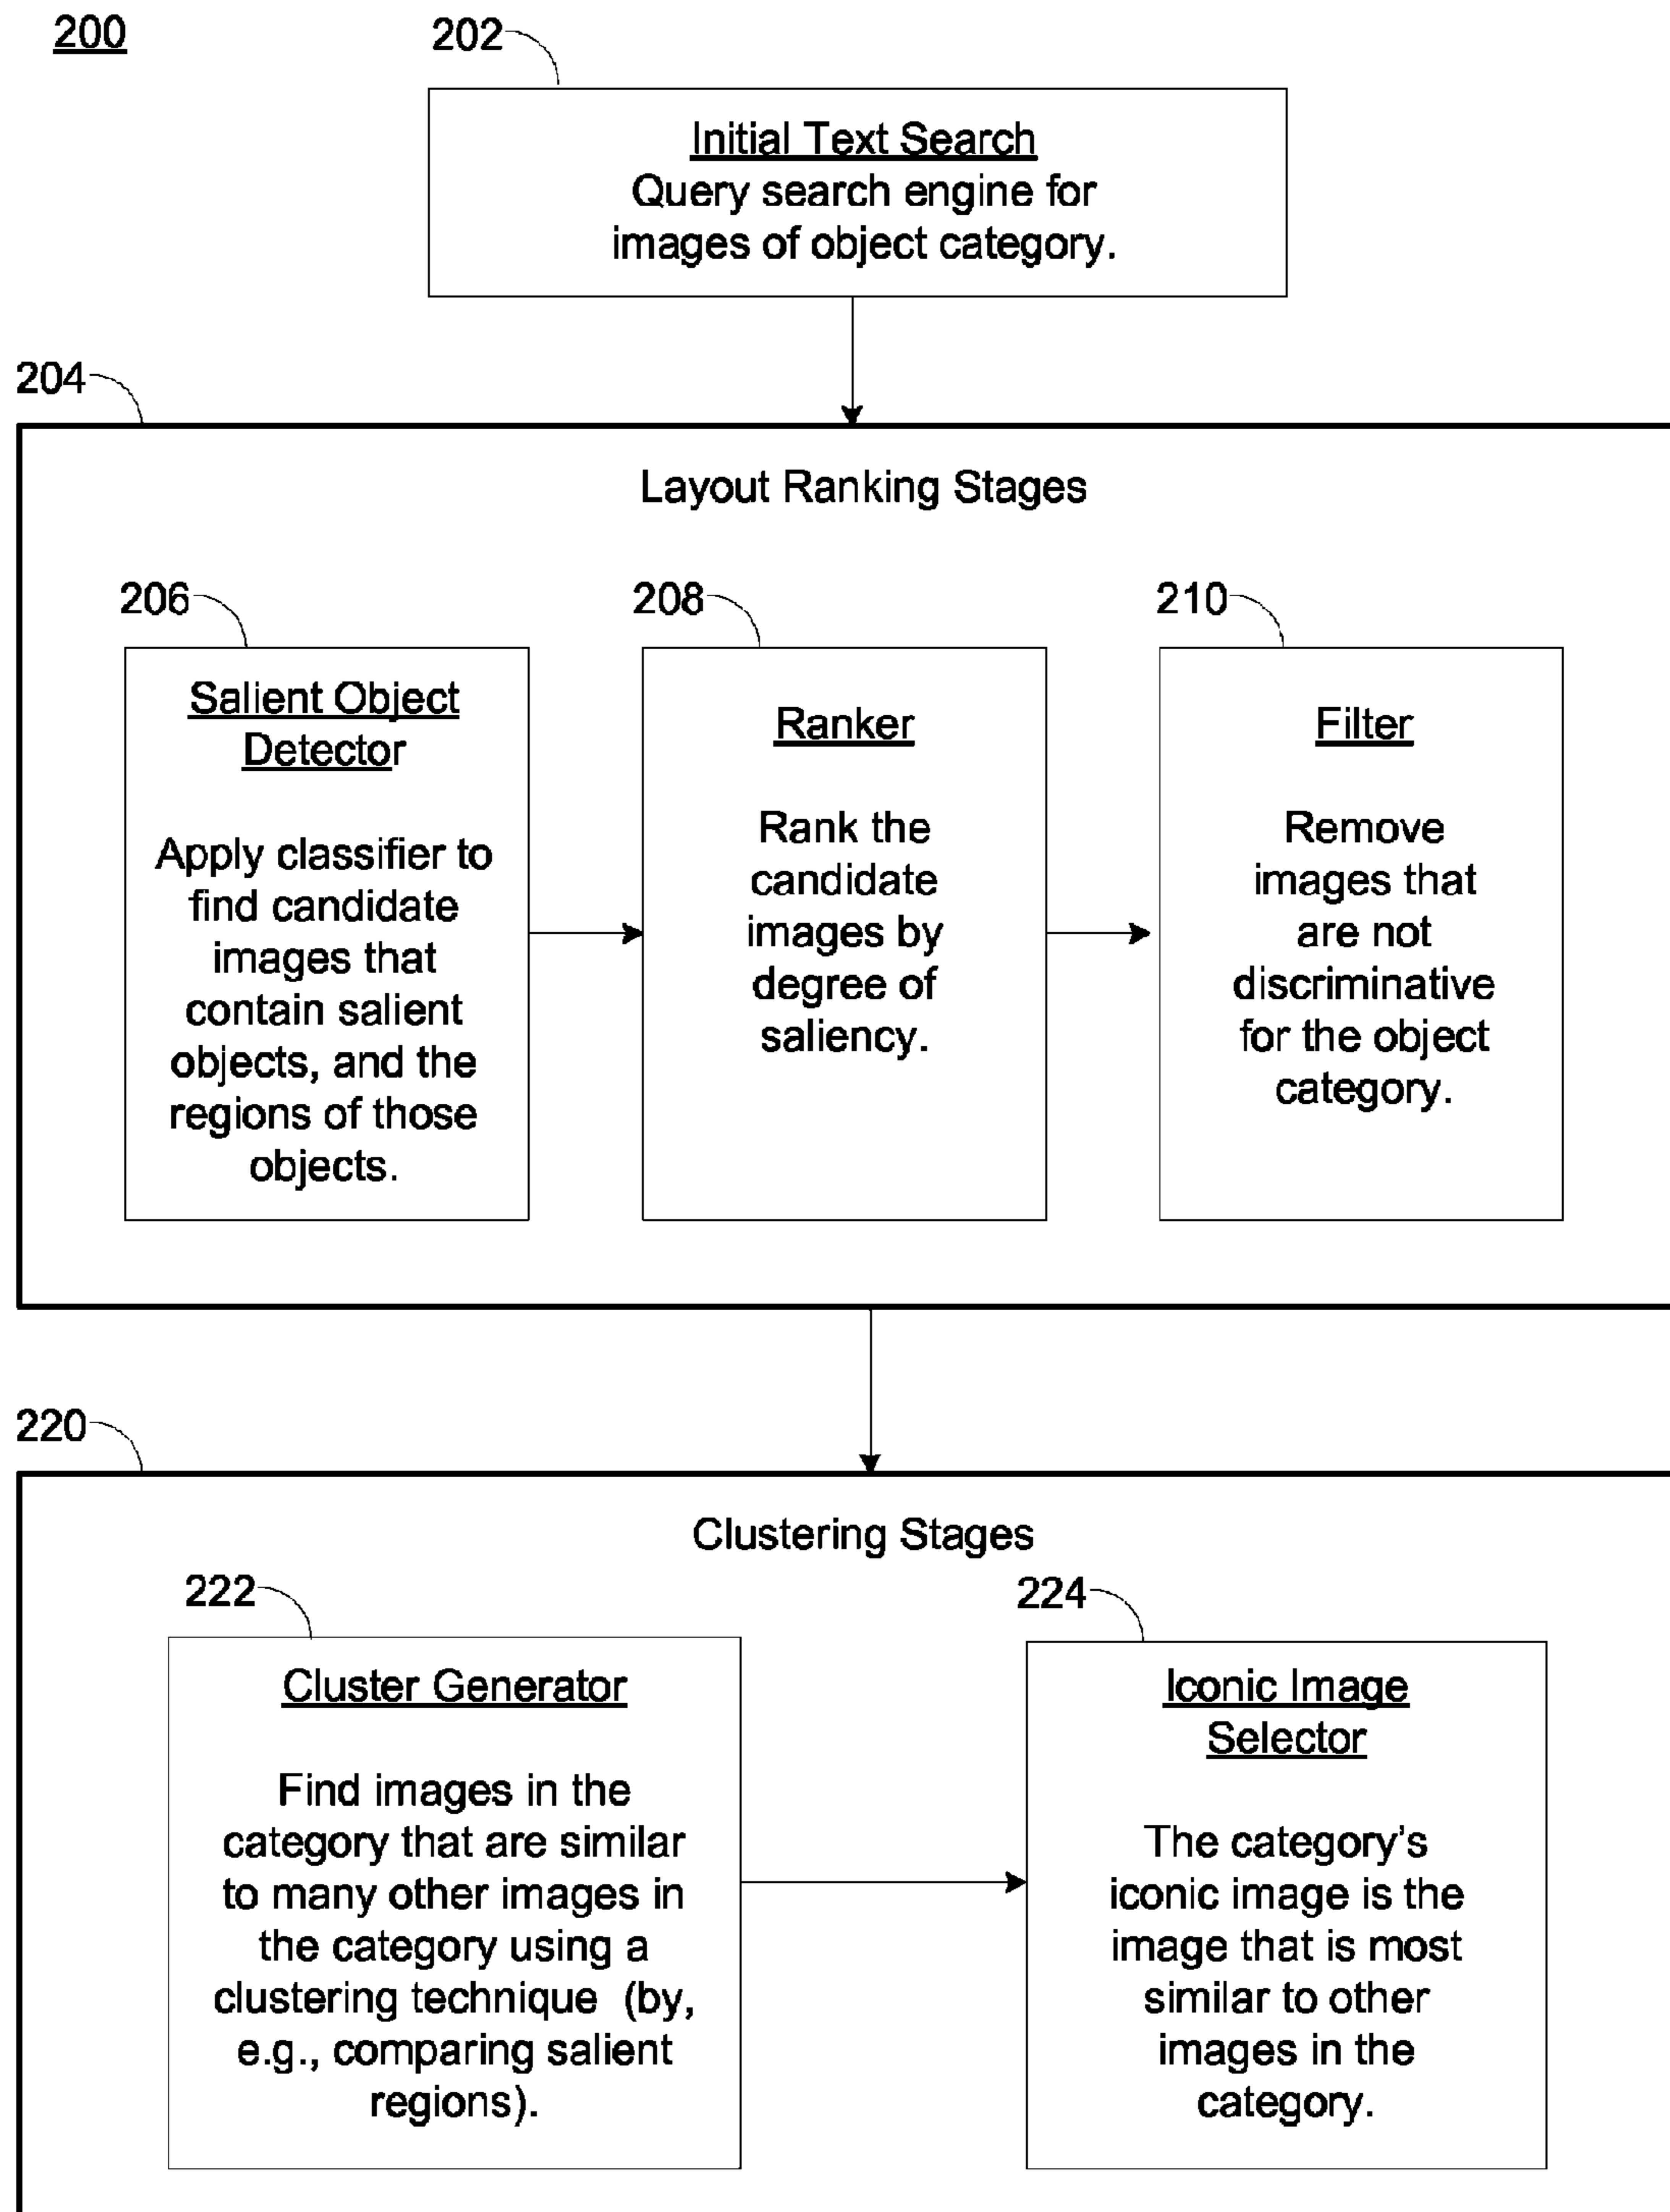 200
202
Initial Text Search
Query search engine for
images of object category.
204
Layout Ranking Stages
206
Salient Object
Detector
Apply classifier to
find candidate
images that
contain salient
objects, and the
regions of those
objects.
208
Ranker
Rank the
candidate
images by
degree of
saliency.
210
Filter
Remove
images that
are not
discriminative
for the object
category.
220
Clustering Stages
222
Cluster Generator
Find images in the
category that are similar
to many other images in
the category using a
clustering technique (by,
e.g., comparing salient
regions).
224
Iconic Image
Selector
The category's
iconic image is the
image that is most
similar to other
images in the
category.